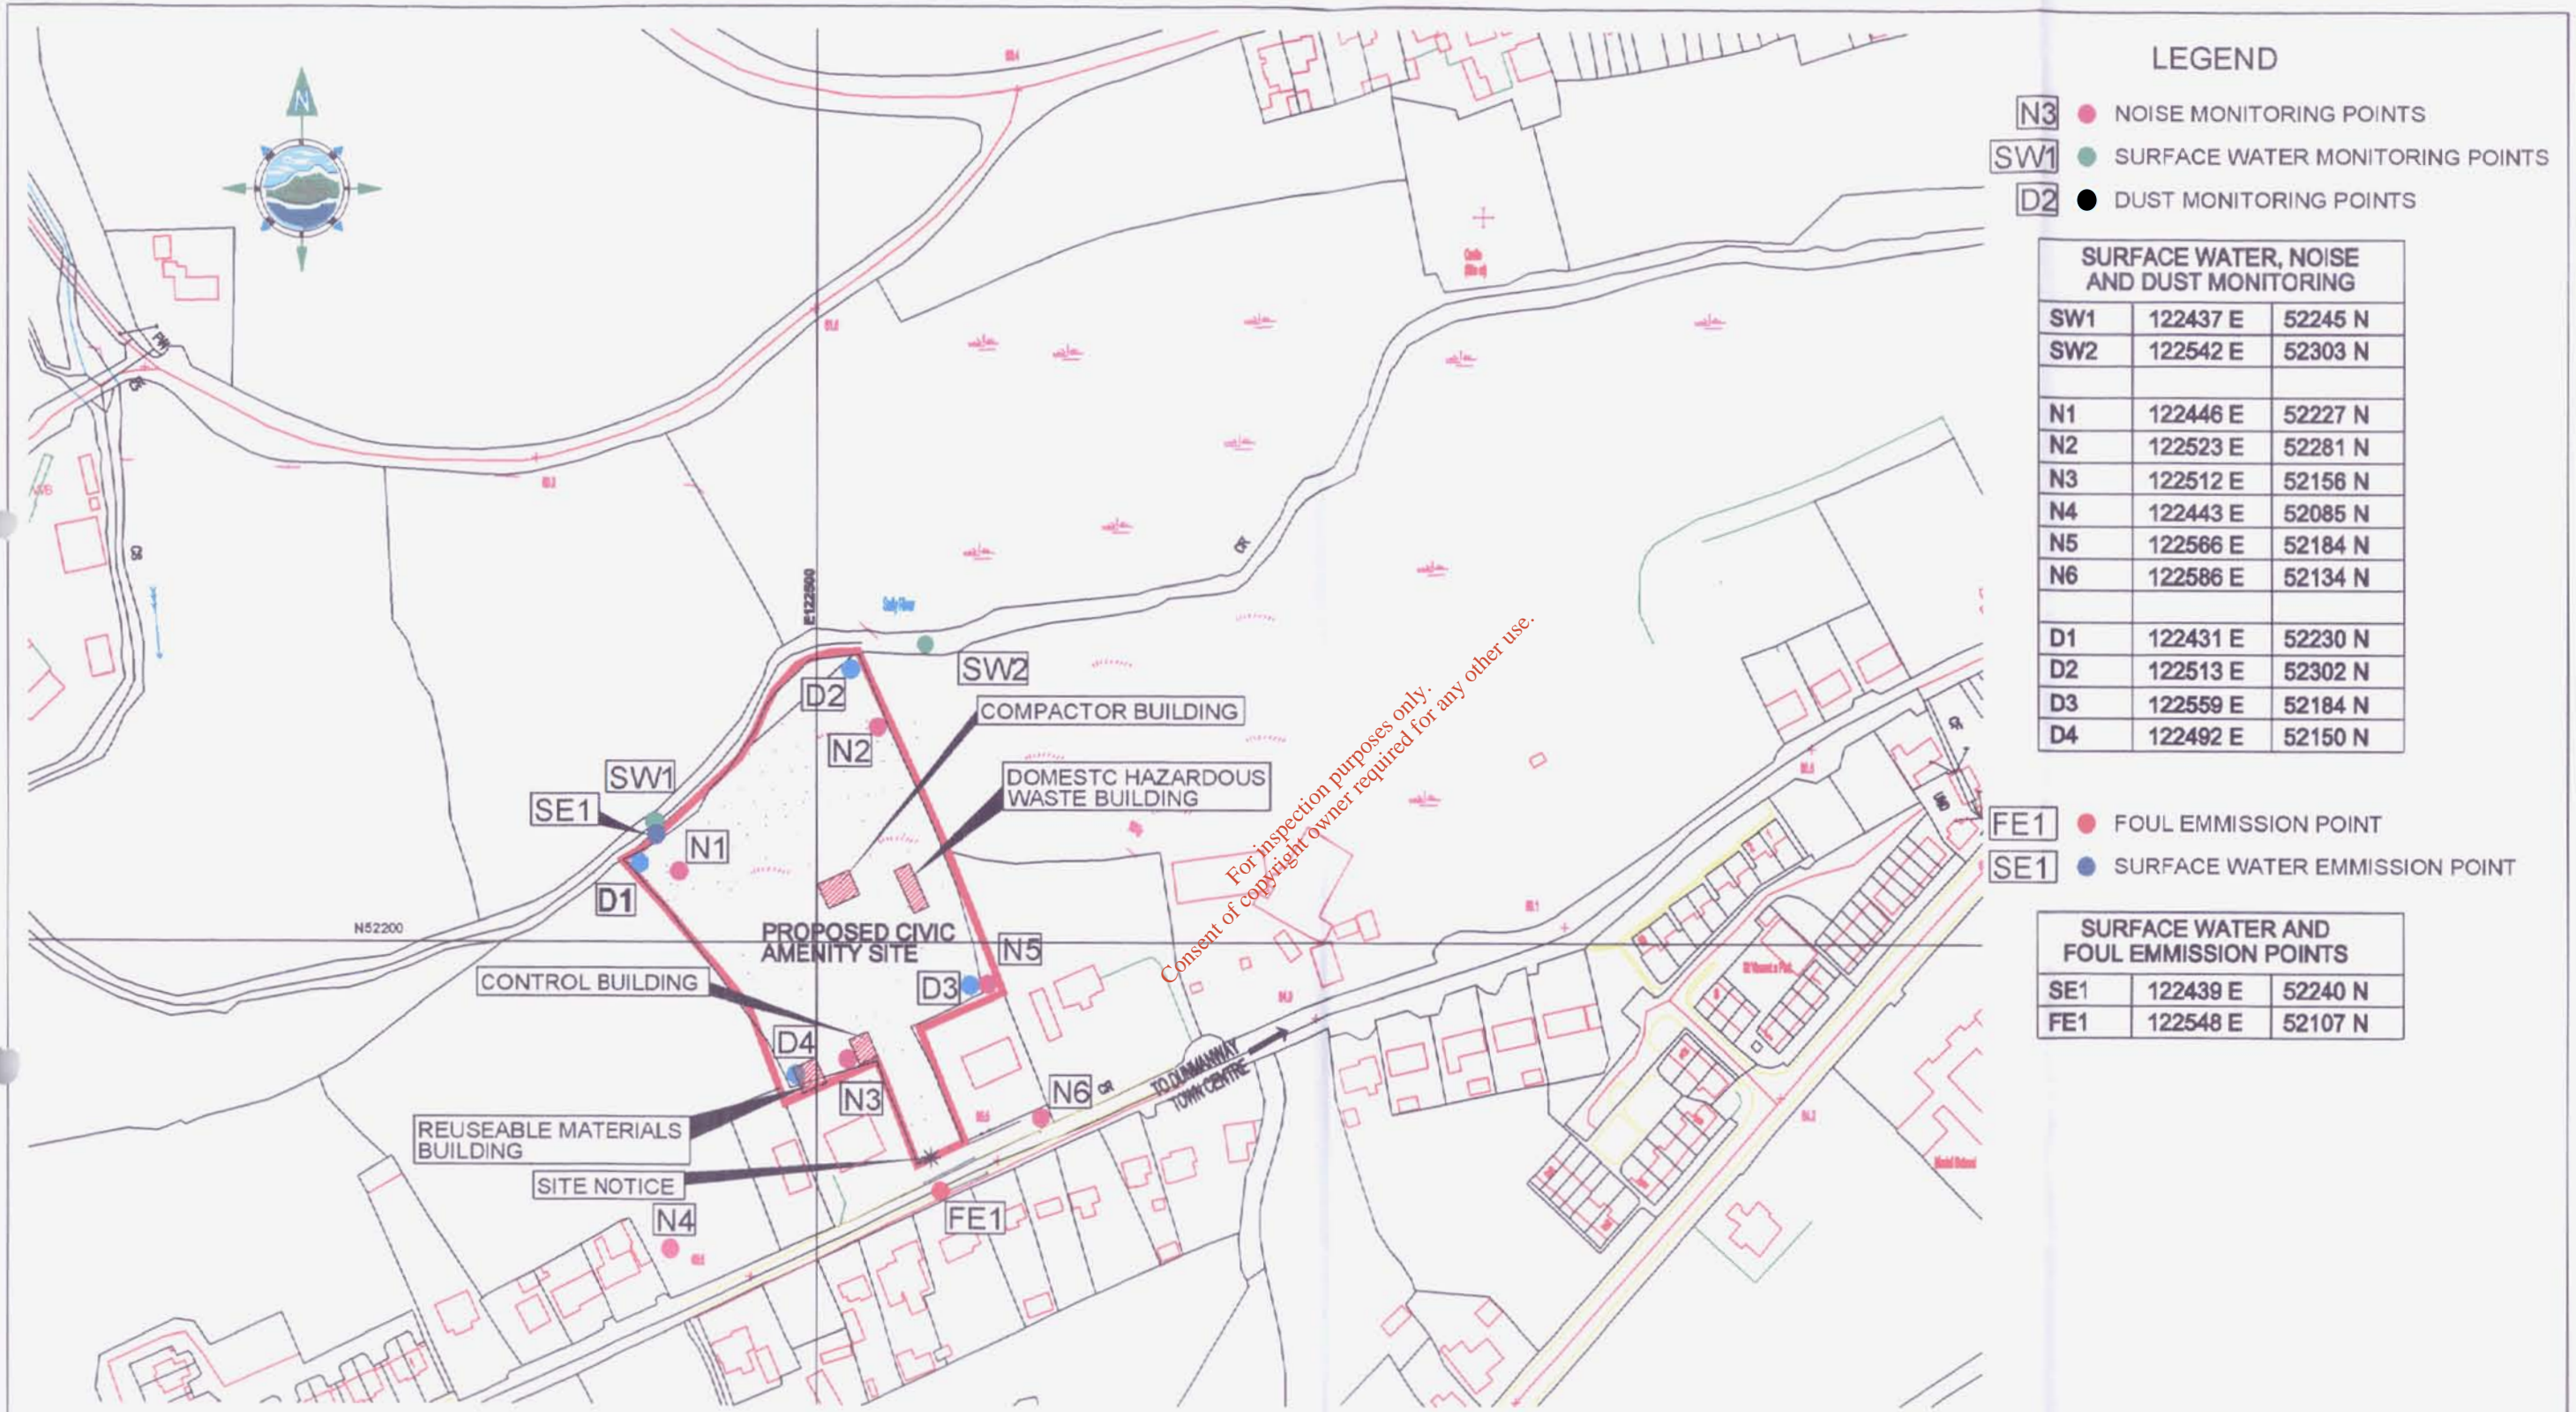 LEGEND
N3 NOISE MONITORING POINTS
SW1 SURFACE WATER MONITORING POINTS
D2 DUST MONITORING POINTS
SURFACE WATER, NOISE
AND DUST MONITORING
SW1 122437 E 52245 N
SW2 122542 E 52303 N
N1 122446 E 52227 N
N2 122523 E 52281 N
N3 122512 E 52156 N
N4 122443 E 52085 N
N5 122566 E 52184 N
N6 122586 E 52134 N
D1 122431 E 52230 N
D2 122513 E 52302 N
D3 122559 E 52184 N
D4 122492 E 52150 N
FE1 FOUL EMMISSION POINT
SE1 SURFACE WATER EMMISSION POINT
SURFACE WATER AND
FOUL EMMISSION POINTS
SE1 122439 E 52240 N
FE1 122548 E 52107 N
N
E122500
SW2
D2
COMPACTOR BUILDING
N2
DOMESTC HAZARDOUS
WASTE BUILDING
SW1
SE1
N1
D1
N52200
PROPOSED CIVIC
AMENITY SITE
N5
CONTROL BUILDING
D3
D4
N3
N6
CR
TO DUNMANWAY
TOWN CENTRE
REUSEABLE MATERIALS
BUILDING
SITE NOTICE
N4
FE1
CR
For inspection purposes only.
Consent of copyright owner required for any other use.